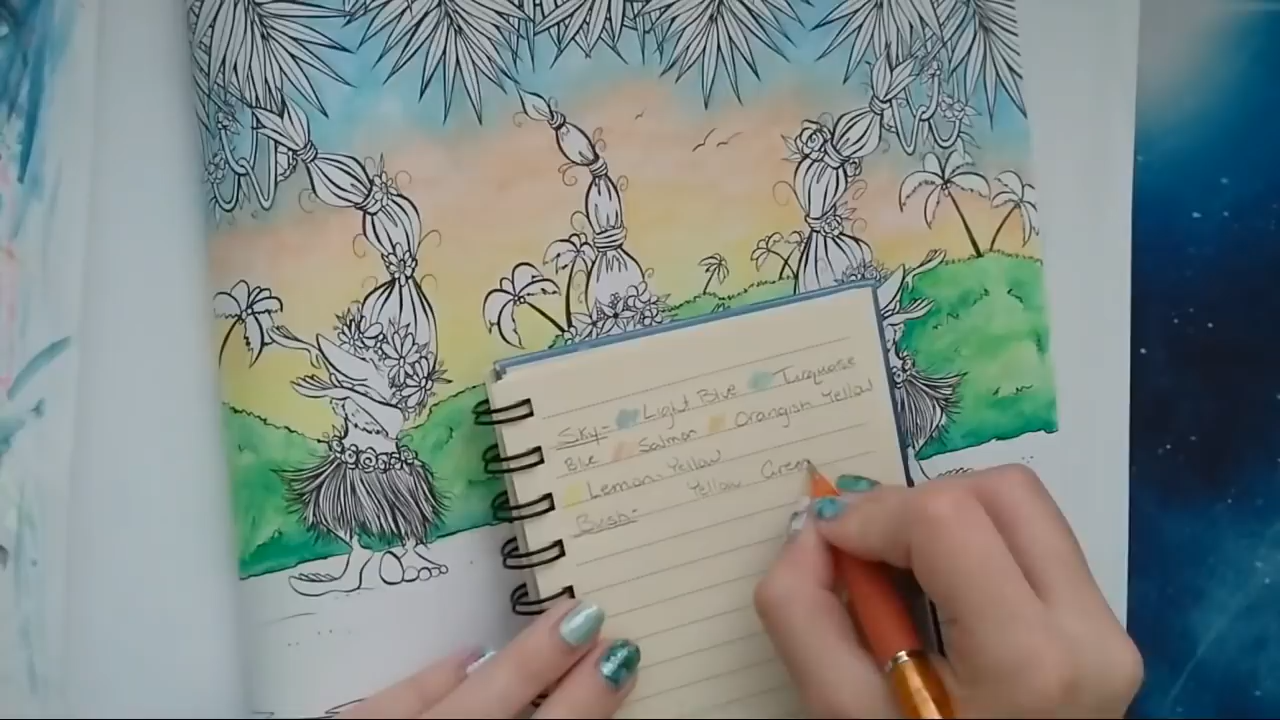 Sky- Light Blue Turquoise
Blue Salmon Orangish Yellow
Lemon Yellow
Bush- Yellow Green